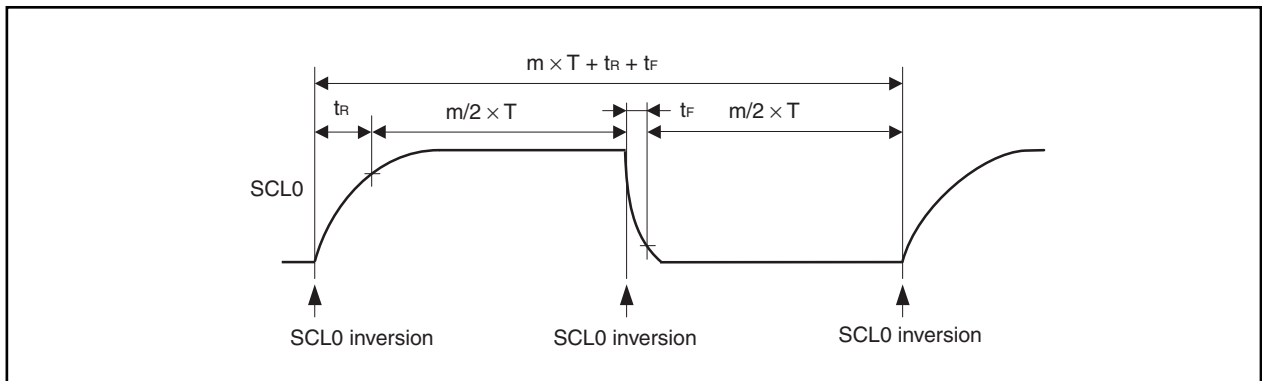 m × T + tR + tF
tR
m/2 × T
tF
m/2 × T
SCL0
SCL0 inversion
SCL0 inversion
SCL0 inversion